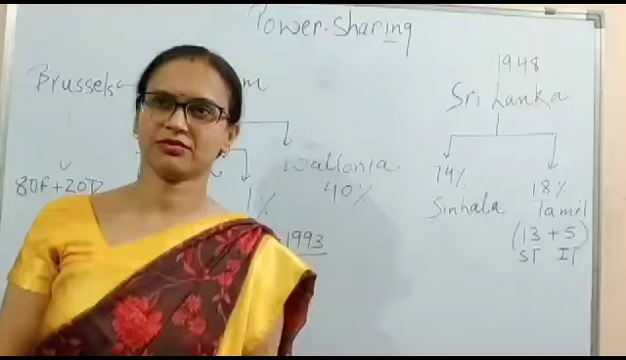 Power-Sharing
1948
Brussels
m
Sri Lanka
Wallonia
40%
80F+20D
1%
1993
74%
Sinhala
18%
Tamil
(13 + 5)
ST IT